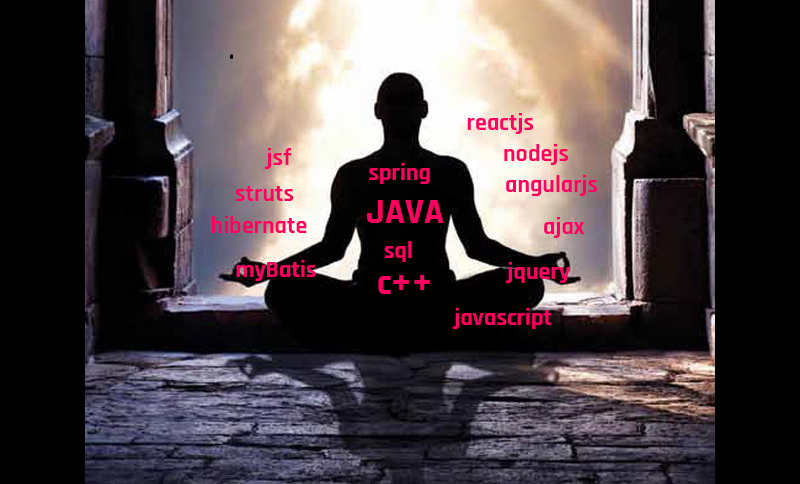 reactjs
jsf
nodejs
spring
angularjs
struts
JAVA
hibernate
ajax
sql
myBatis
jquery
c++
javascript